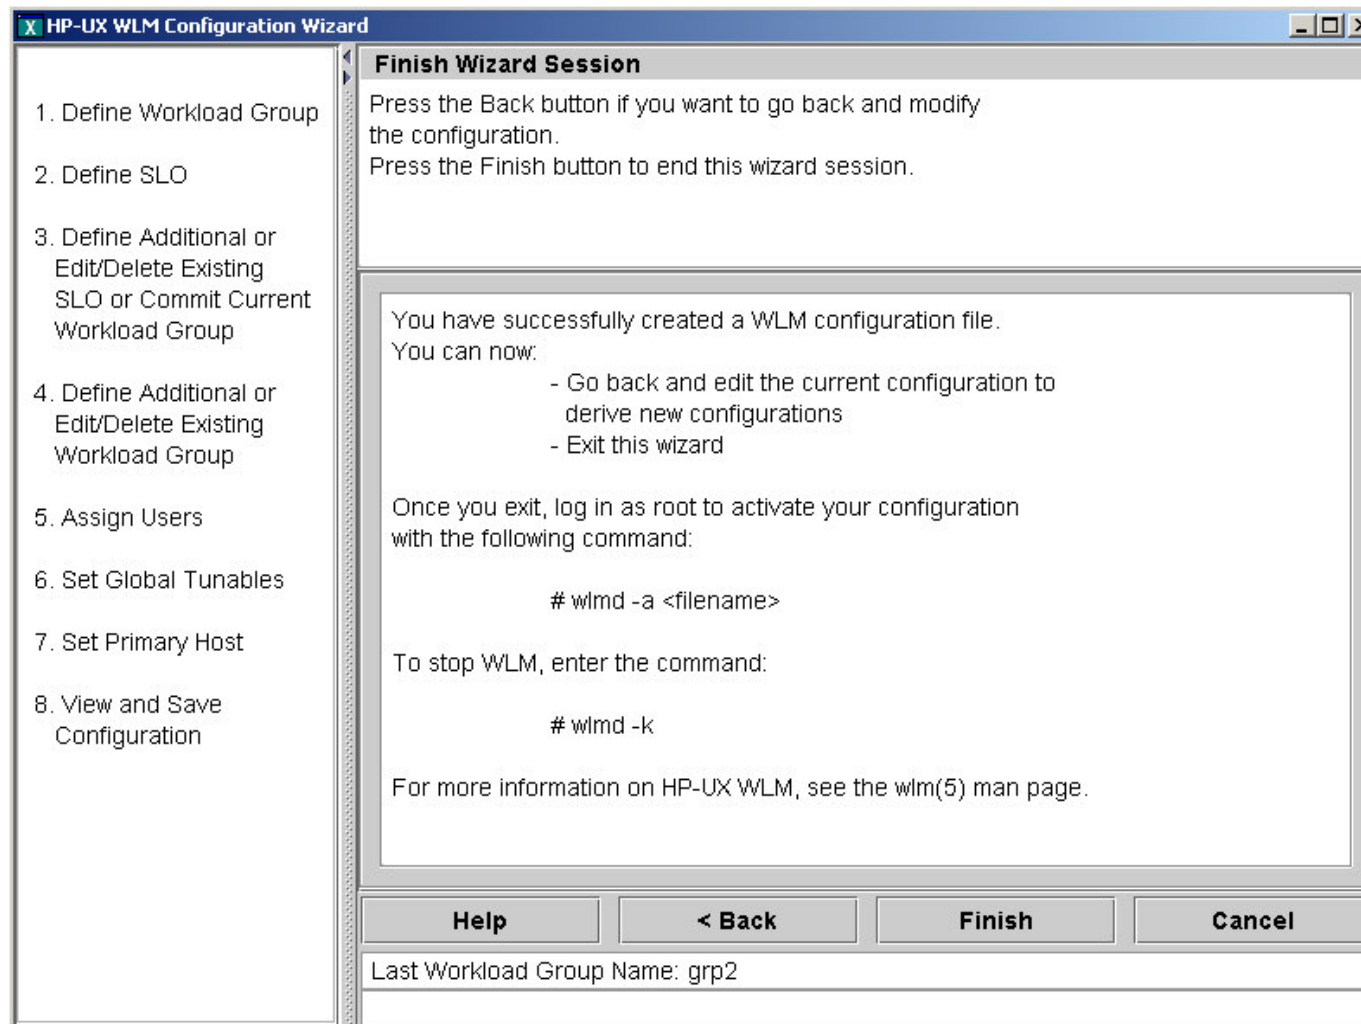 HP-UX WLM Configuration Wizard
1. Define Workload Group
2. Define SLO
3. Define Additional or
Edit/Delete Existing
SLO or Commit Current
Workload Group
4. Define Additional or
Edit/Delete Existing
Workload Group
5. Assign Users
6. Set Global Tunables
7. Set Primary Host
8. View and Save
Configuration
Finish Wizard Session
Press the Back button if you want to go back and modify
the configuration.
Press the Finish button to end this wizard session.
You have successfully created a WLM configuration file.
You can now:
- Go back and edit the current configuration to
derive new configurations
- Exit this wizard
Once you exit, log in as root to activate your configuration
with the following command:
# wlmd -a <filename>
To stop WLM, enter the command:
# wlmd -k
For more information on HP-UX WLM, see the wlm(5) man page.
Help
< Back
Finish
Cancel
Last Workload Group Name: grp2